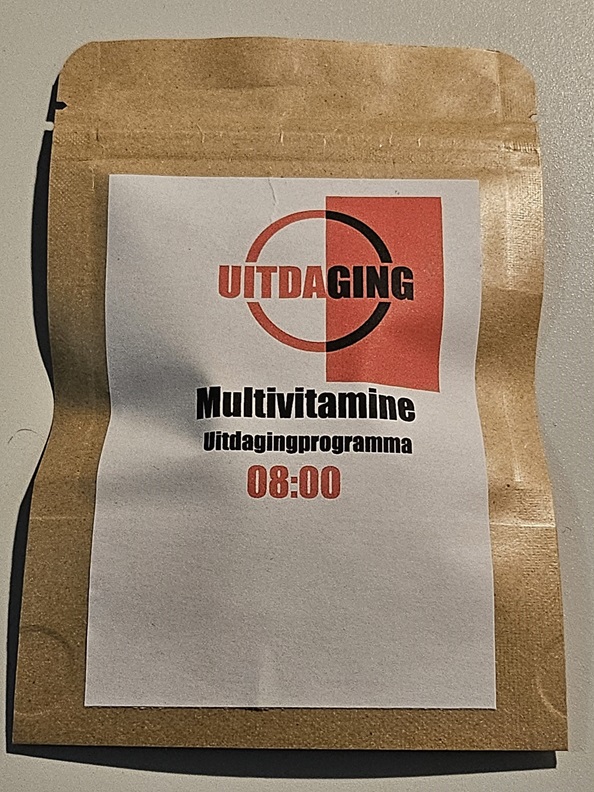 UITDAGING
Multivitamine
Uitdagingprogramma
08:00